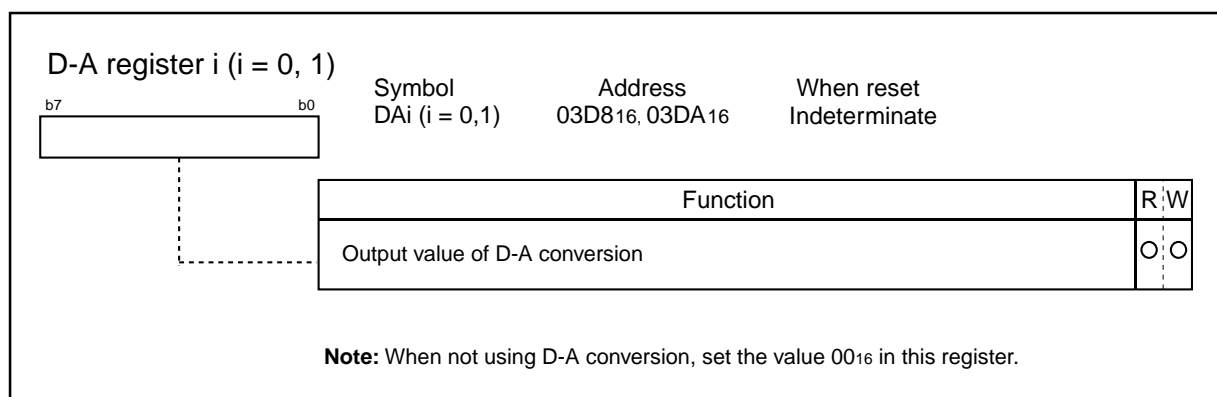 D-A register i (i = 0, 1)
b7 b0
Symbol Address When reset
DAi (i = 0,1) 03D816, 03DA16 Indeterminate
Function R W
Output value of D-A conversion O O
Note: When not using D-A conversion, set the value 0016 in this register.